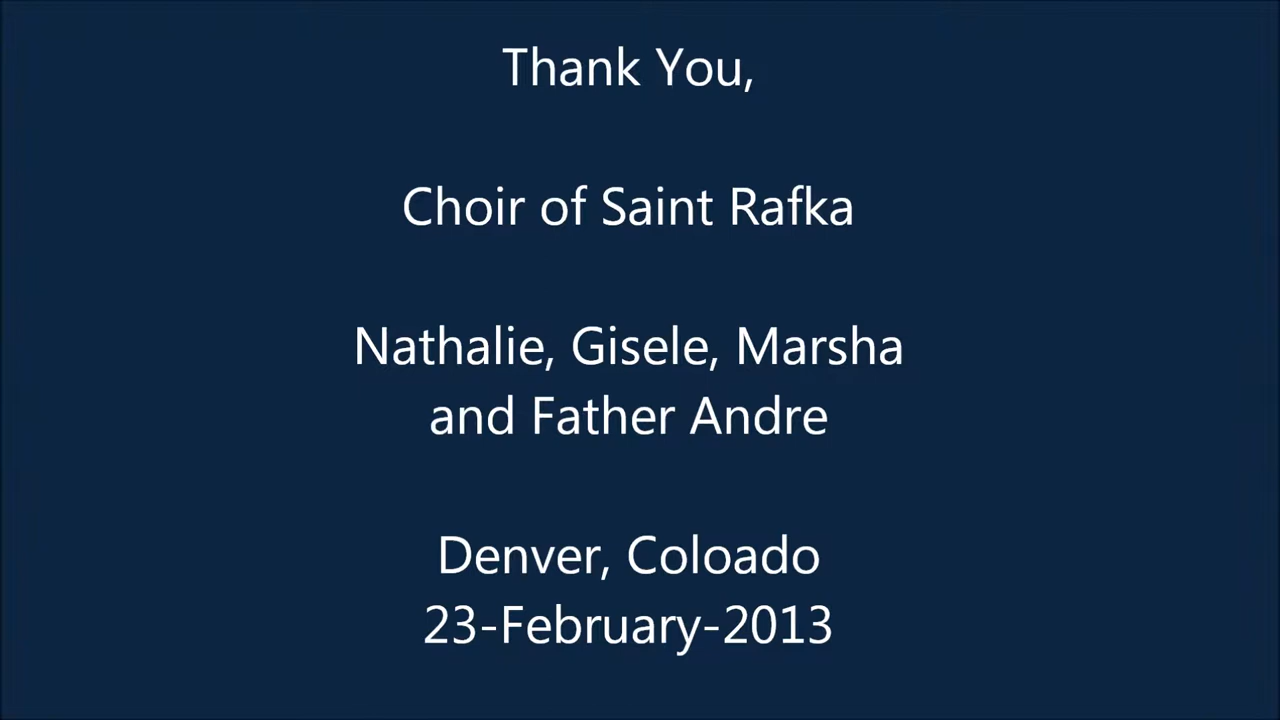 Thank You,
Choir of Saint Rafka
Nathalie, Gisele, Marsha
and Father Andre
Denver, Coloado
23-February-2013